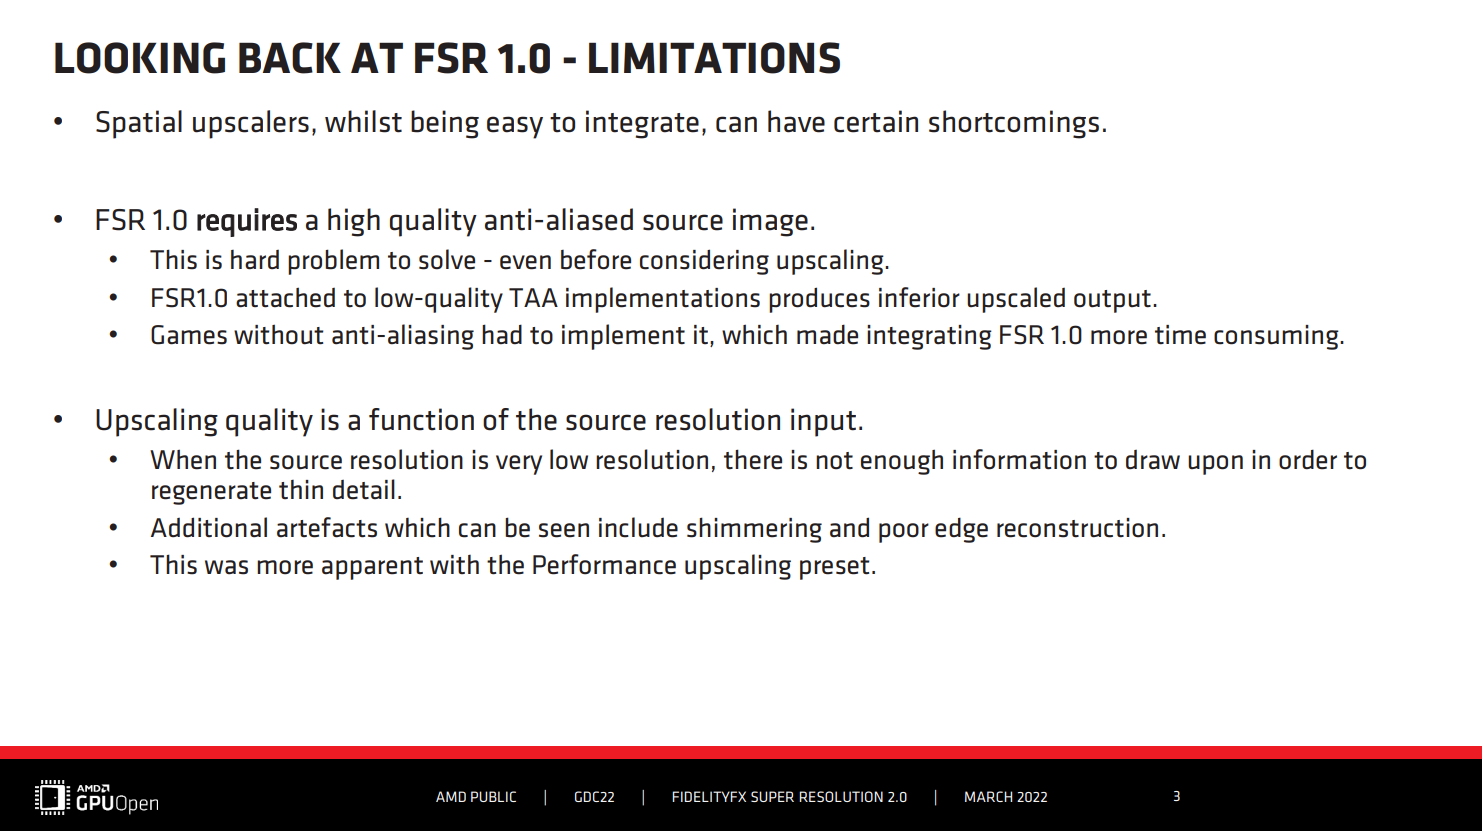 LOOKING BACK AT FSR 1.0 - LIMITATIONS
• Spatial upscalers, whilst being easy to integrate, can have certain shortcomings.
• FSR 1.0 requires a high quality anti-aliased source image.
• This is hard problem to solve - even before considering upscaling.
• FSR1.0 attached to low-quality TAA implementations produces inferior upscaled output.
• Games without anti-aliasing had to implement it, which made integrating FSR 1.0 more time consuming.
• Upscaling quality is a function of the source resolution input.
• When the source resolution is very low resolution, there is not enough information to draw upon in order to
regenerate thin detail.
• Additional artefacts which can be seen include shimmering and poor edge reconstruction.
• This was more apparent with the Performance upscaling preset.
AMD
GPUOpen
AMD PUBLIC | GDC22 | FIDELITYFX SUPER RESOLUTION 2.0 | MARCH 2022
3